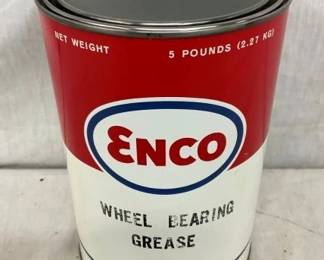 NET WEIGHT 5 POUNDS (2.27 KG)
ENCO
WHEEL BEARING
GREASE